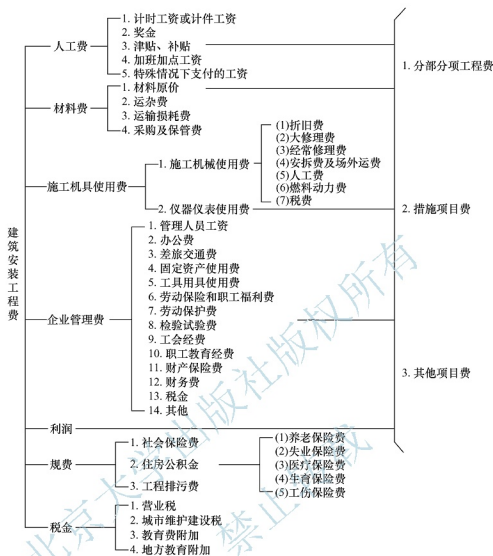 建筑安装工程费
人工费
1. 计时工资或计件工资
2. 奖金
3. 津贴、补贴
4. 加班加点工资
5. 特殊情况下支付的工资
材料费
1. 材料原价
2. 运杂费
3. 运输损耗费
4. 采购及保管费
施工机具使用费
1. 施工机械使用费
(1)折旧费
(2)大修理费
(3)经常修理费
(4)安拆费及场外运费
(5)人工费
(6)燃料动力费
(7)税费
2. 仪器仪表使用费
企业管理费
1. 管理人员工资
2. 办公费
3. 差旅交通费
4. 固定资产使用费
5. 工具用具使用费
6. 劳动保险和职工福利费
7. 劳动保护费
8. 检验试验费
9. 工会经费
10. 职工教育经费
11. 财产保险费
12. 财务费
13. 税金
14. 其他
利润
规费
1. 社会保险费
2. 住房公积金
3. 工程排污费
(1)养老保险费
(2)失业保险费
(3)医疗保险费
(4)生育保险费
(5)工伤保险费
税金
1. 营业税
2. 城市维护建设税
3. 教育费附加
4. 地方教育附加
1. 分部分项工程费
2. 措施项目费
3. 其他项目费
北京大学出版社版权所有
禁止下载